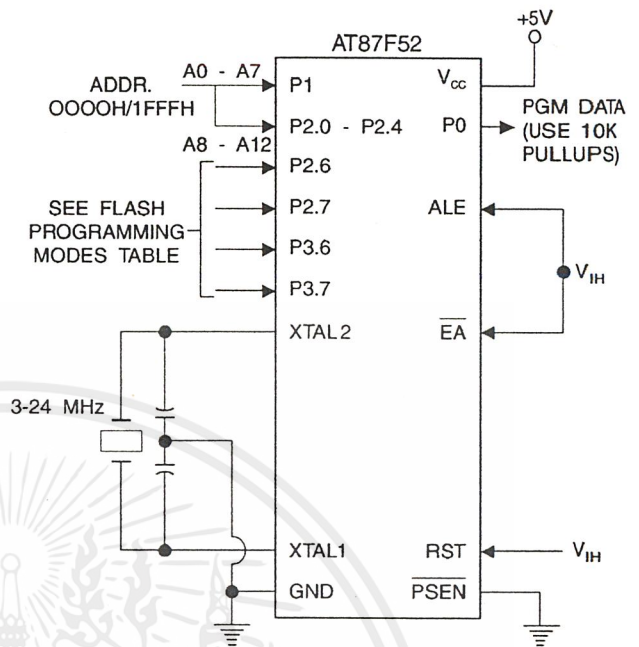 +5V
AT87F52
ADDR.
OOOOH/1FFFH
A0 - A7
P1
VCC
A8 - A12
P2.0 - P2.4
P0
PGM DATA
(USE 10K
PULLUPS)
P2.6
SEE FLASH
PROGRAMMING
MODES TABLE
P2.7
ALE
P3.6
P3.7
VIH
XTAL2
EA
3-24 MHz
XTAL1
RST
VIH
GND
PSEN